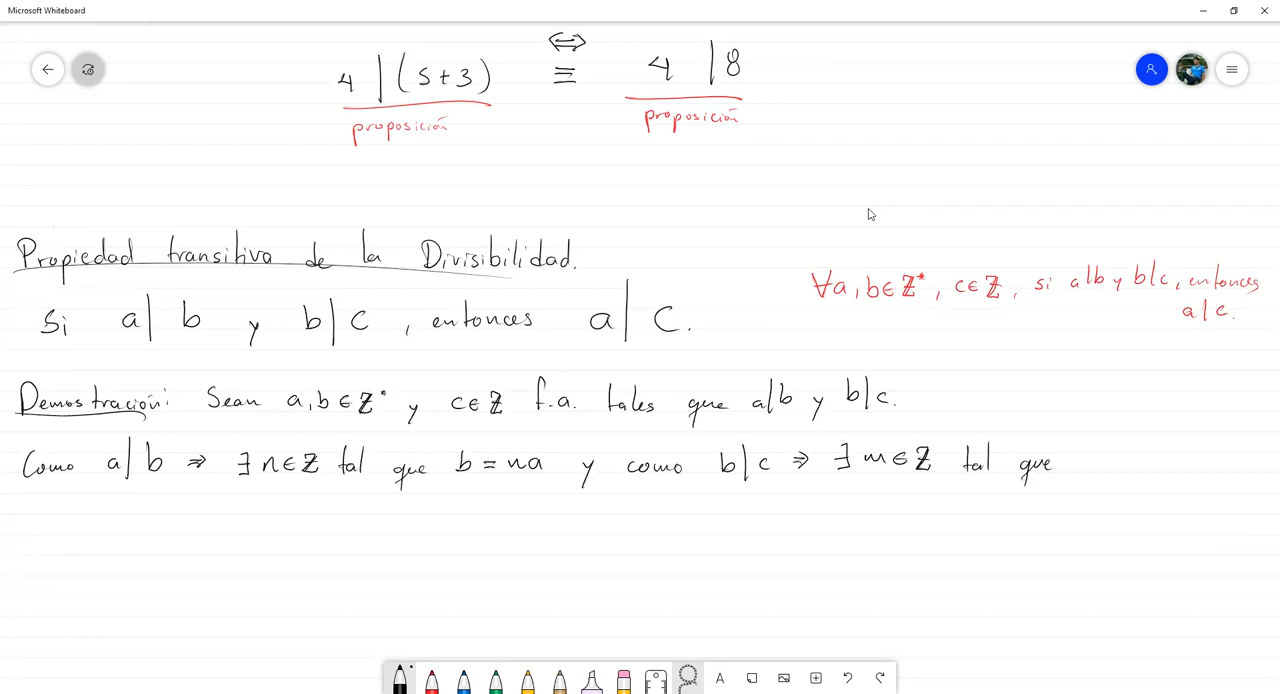 Microsoft Whiteboard
⇔
4 | (5+3) ≡ 4 | 8
proposición proposición
Propiedad transitiva de la Divisibilidad.
∀a, b ∈ ℤ*, c ∈ ℤ, si a|b y b|c, entonces
a|c.
Si a| b y b|c , entonces a| c.
Demostración: Sean a, b ∈ ℤ* y c ∈ ℤ f.a. tales que a|b y b|c.
Como a|b ⇒ ∃ n ∈ ℤ tal que b = na y como b|c ⇒ ∃ m ∈ ℤ tal que
A